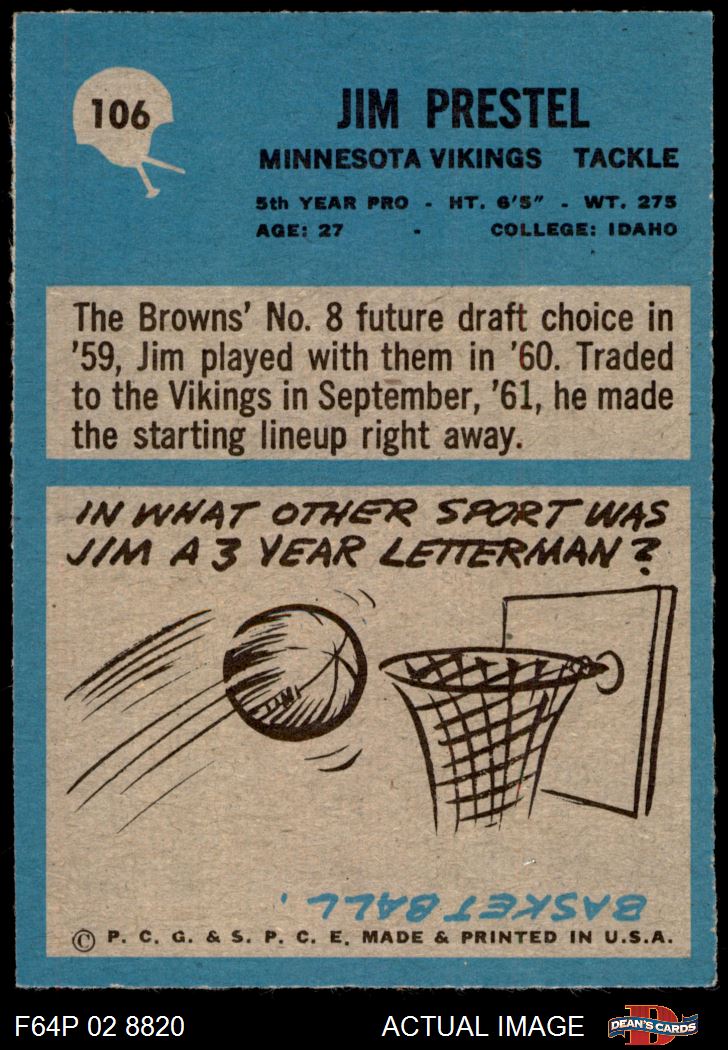 106
JIM PRESTEL
MINNESOTA VIKINGS TACKLE
5th YEAR PRO - HT. 6'5" - WT. 275
AGE: 27 - COLLEGE: IDAHO
The Browns' No. 8 future draft choice in
'59, Jim played with them in '60. Traded
to the Vikings in September, '61, he made
the starting lineup right away.
IN WHAT OTHER SPORT WAS
JIM A 3 YEAR LETTERMAN?
BASKETBALL.
© P. C. G. & S. P. C. E. MADE & PRINTED IN U.S.A.
F64P 02 8820 ACTUAL IMAGE
DEAN'S CARDS